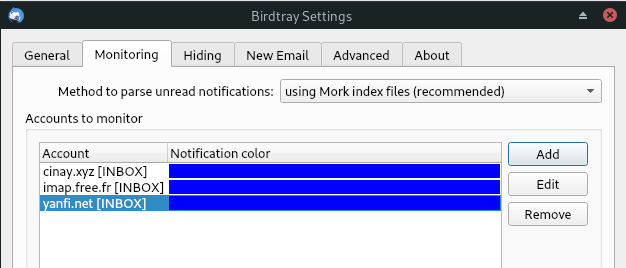 Birdtray Settings
General Monitoring Hiding New Email Advanced About
Method to parse unread notifications: using Mork index files (recommended)
Accounts to monitor
Account Notification color
cinay.xyz [INBOX]
imap.free.fr [INBOX]
yanfi.net [INBOX]
Add
Edit
Remove